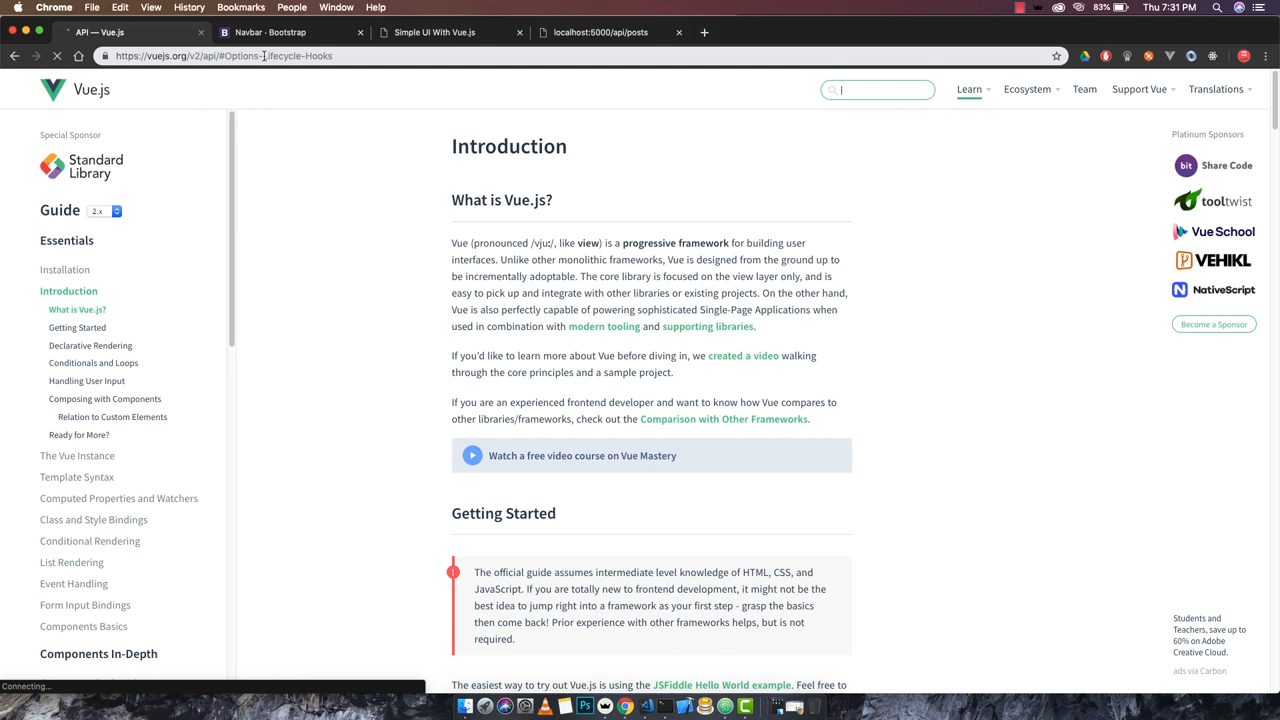 Chrome File Edit View History Bookmarks People Window Help 83% Thu 7:31 PM
API — Vue.js Navbar · Bootstrap Simple UI With Vue.js localhost:5000/api/posts
https://vuejs.org/v2/api/#Options-Lifecycle-Hooks
Vue.js Learn Ecosystem Team Support Vue Translations
Special Sponsor
Standard
Library
Guide 2.x
Essentials
Installation
Introduction
What is Vue.js?
Getting Started
Declarative Rendering
Conditionals and Loops
Handling User Input
Composing with Components
Relation to Custom Elements
Ready for More?
The Vue Instance
Template Syntax
Computed Properties and Watchers
Class and Style Bindings
Conditional Rendering
List Rendering
Event Handling
Form Input Bindings
Components Basics
Components In-Depth
Connecting...
Introduction
What is Vue.js?
Vue (pronounced /vjuː/, like view) is a progressive framework for building user
interfaces. Unlike other monolithic frameworks, Vue is designed from the ground up to
be incrementally adoptable. The core library is focused on the view layer only, and is
easy to pick up and integrate with other libraries or existing projects. On the other hand,
Vue is also perfectly capable of powering sophisticated Single-Page Applications when
used in combination with modern tooling and supporting libraries.
If you'd like to learn more about Vue before diving in, we created a video walking
through the core principles and a sample project.
If you are an experienced frontend developer and want to know how Vue compares to
other libraries/frameworks, check out the Comparison with Other Frameworks.
Watch a free video course on Vue Mastery
Getting Started
The official guide assumes intermediate level knowledge of HTML, CSS, and
JavaScript. If you are totally new to frontend development, it might not be the
best idea to jump right into a framework as your first step - grasp the basics
then come back! Prior experience with other frameworks helps, but is not
required.
The easiest way to try out Vue.js is using the JSFiddle Hello World example. Feel free to
Platinum Sponsors
bit Share Code
tooltwist
Vue School
VEHIKL
NativeScript
Become a Sponsor
Students and
Teachers, save up to
60% on Adobe
Creative Cloud.
ads via Carbon
Ps